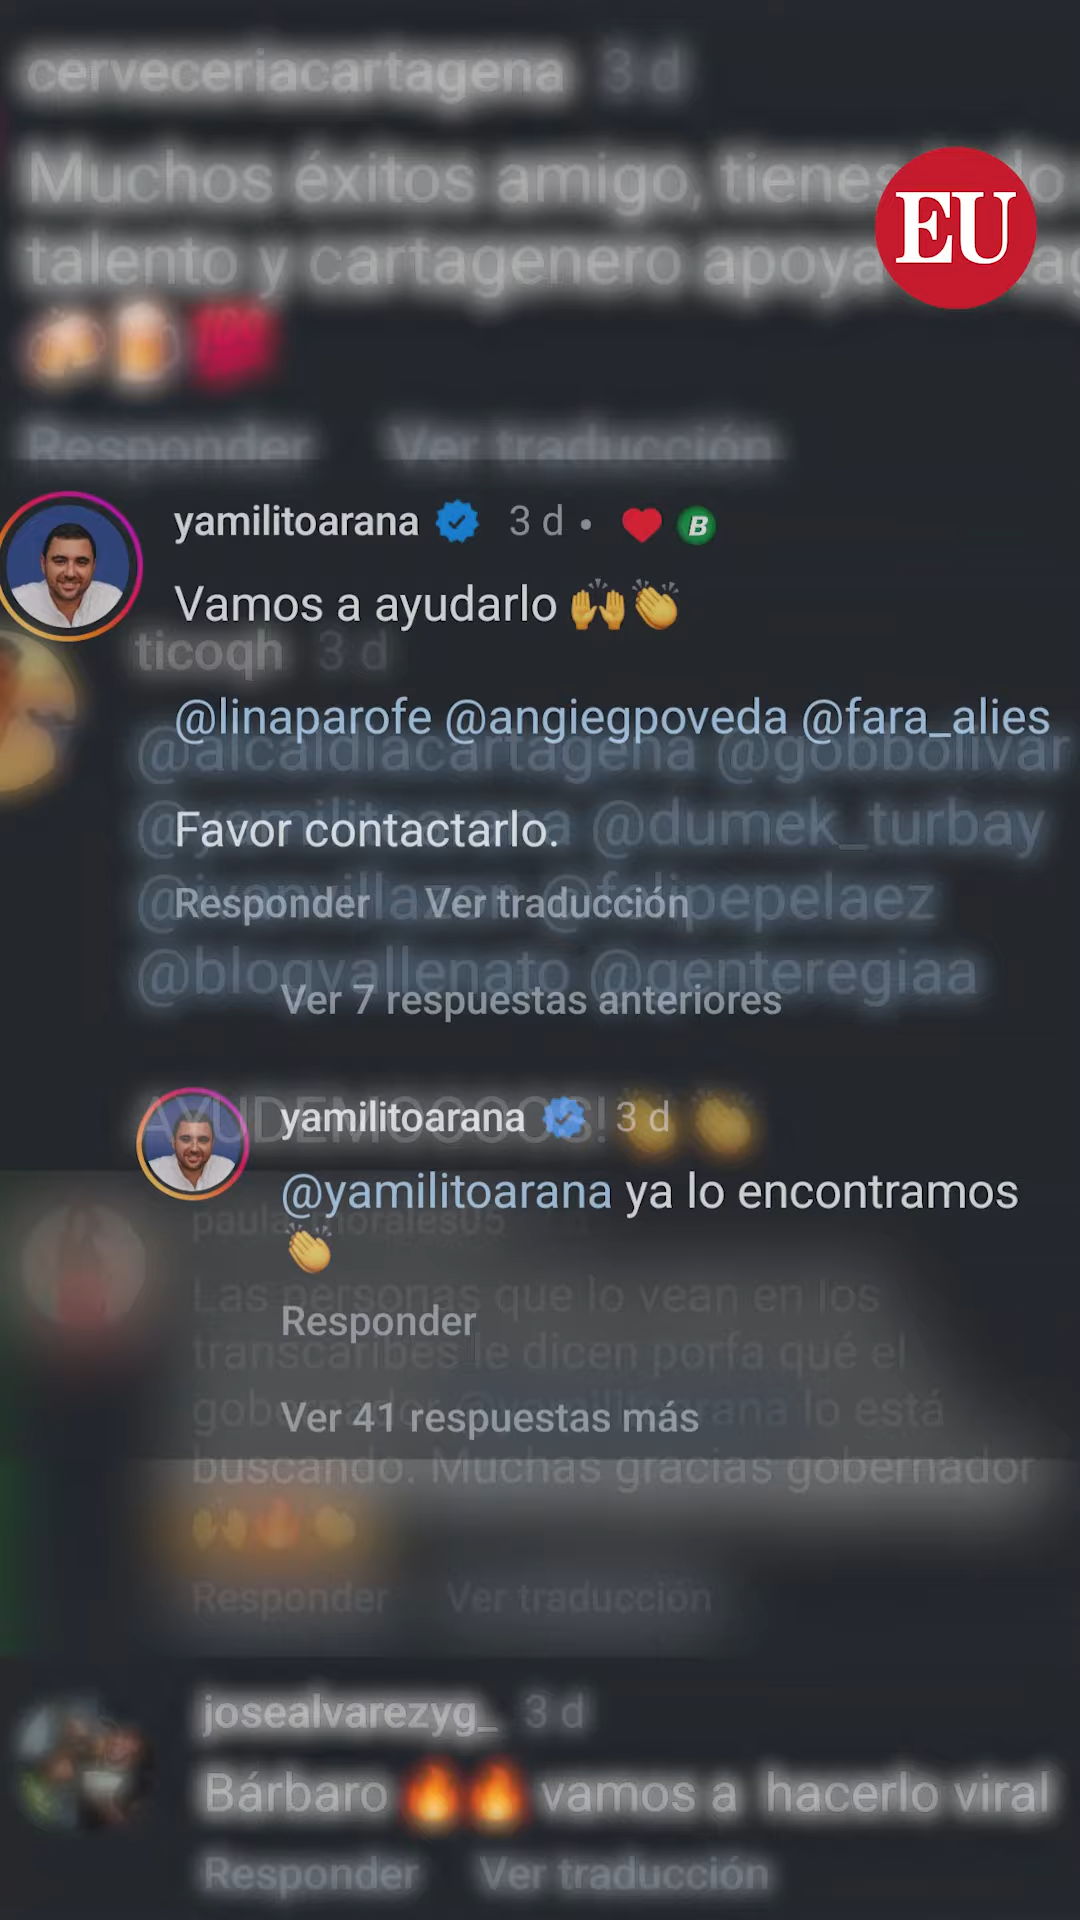 cerveceriacartagena 3 d
Muchos éxitos amigo, tienes
talento y cartagenero apoya
EU
Responder Ver traducción
yamilitoarana 3 d •
B
Vamos a ayudarlo
ticoqh 3 d
@linaparofe @angiegpoveda @fara_alies
@alcaldiacartagena @gobbolivar
Favor contactarlo.
@dumek_turbay
Responder Ver traducción
@felipepelaez
@blogvallenato @genteregiaa
Ver 7 respuestas anteriores
yamilitoarana 3 d
@yamilitoarana ya lo encontramos
Las personas que lo vean en los
Responder
transcaribes le dicen porfa qué el
lo está
Ver 41 respuestas más
buscando. Muchas gracias gobernador
Responder Ver traducción
josealvarezyg_ 3 d
Bárbaro vamos a hacerlo viral
Responder Ver traducción